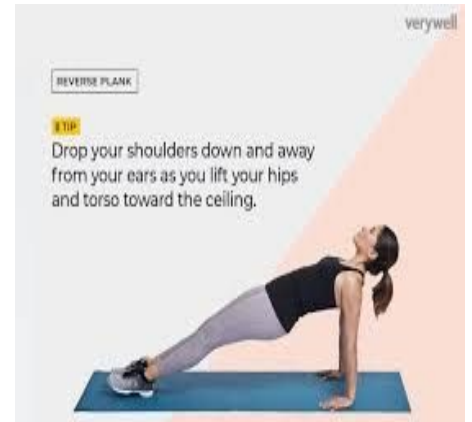 verywell
REVERSE PLANK
TIP
Drop your shoulders down and away
from your ears as you lift your hips
and torso toward the ceiling.